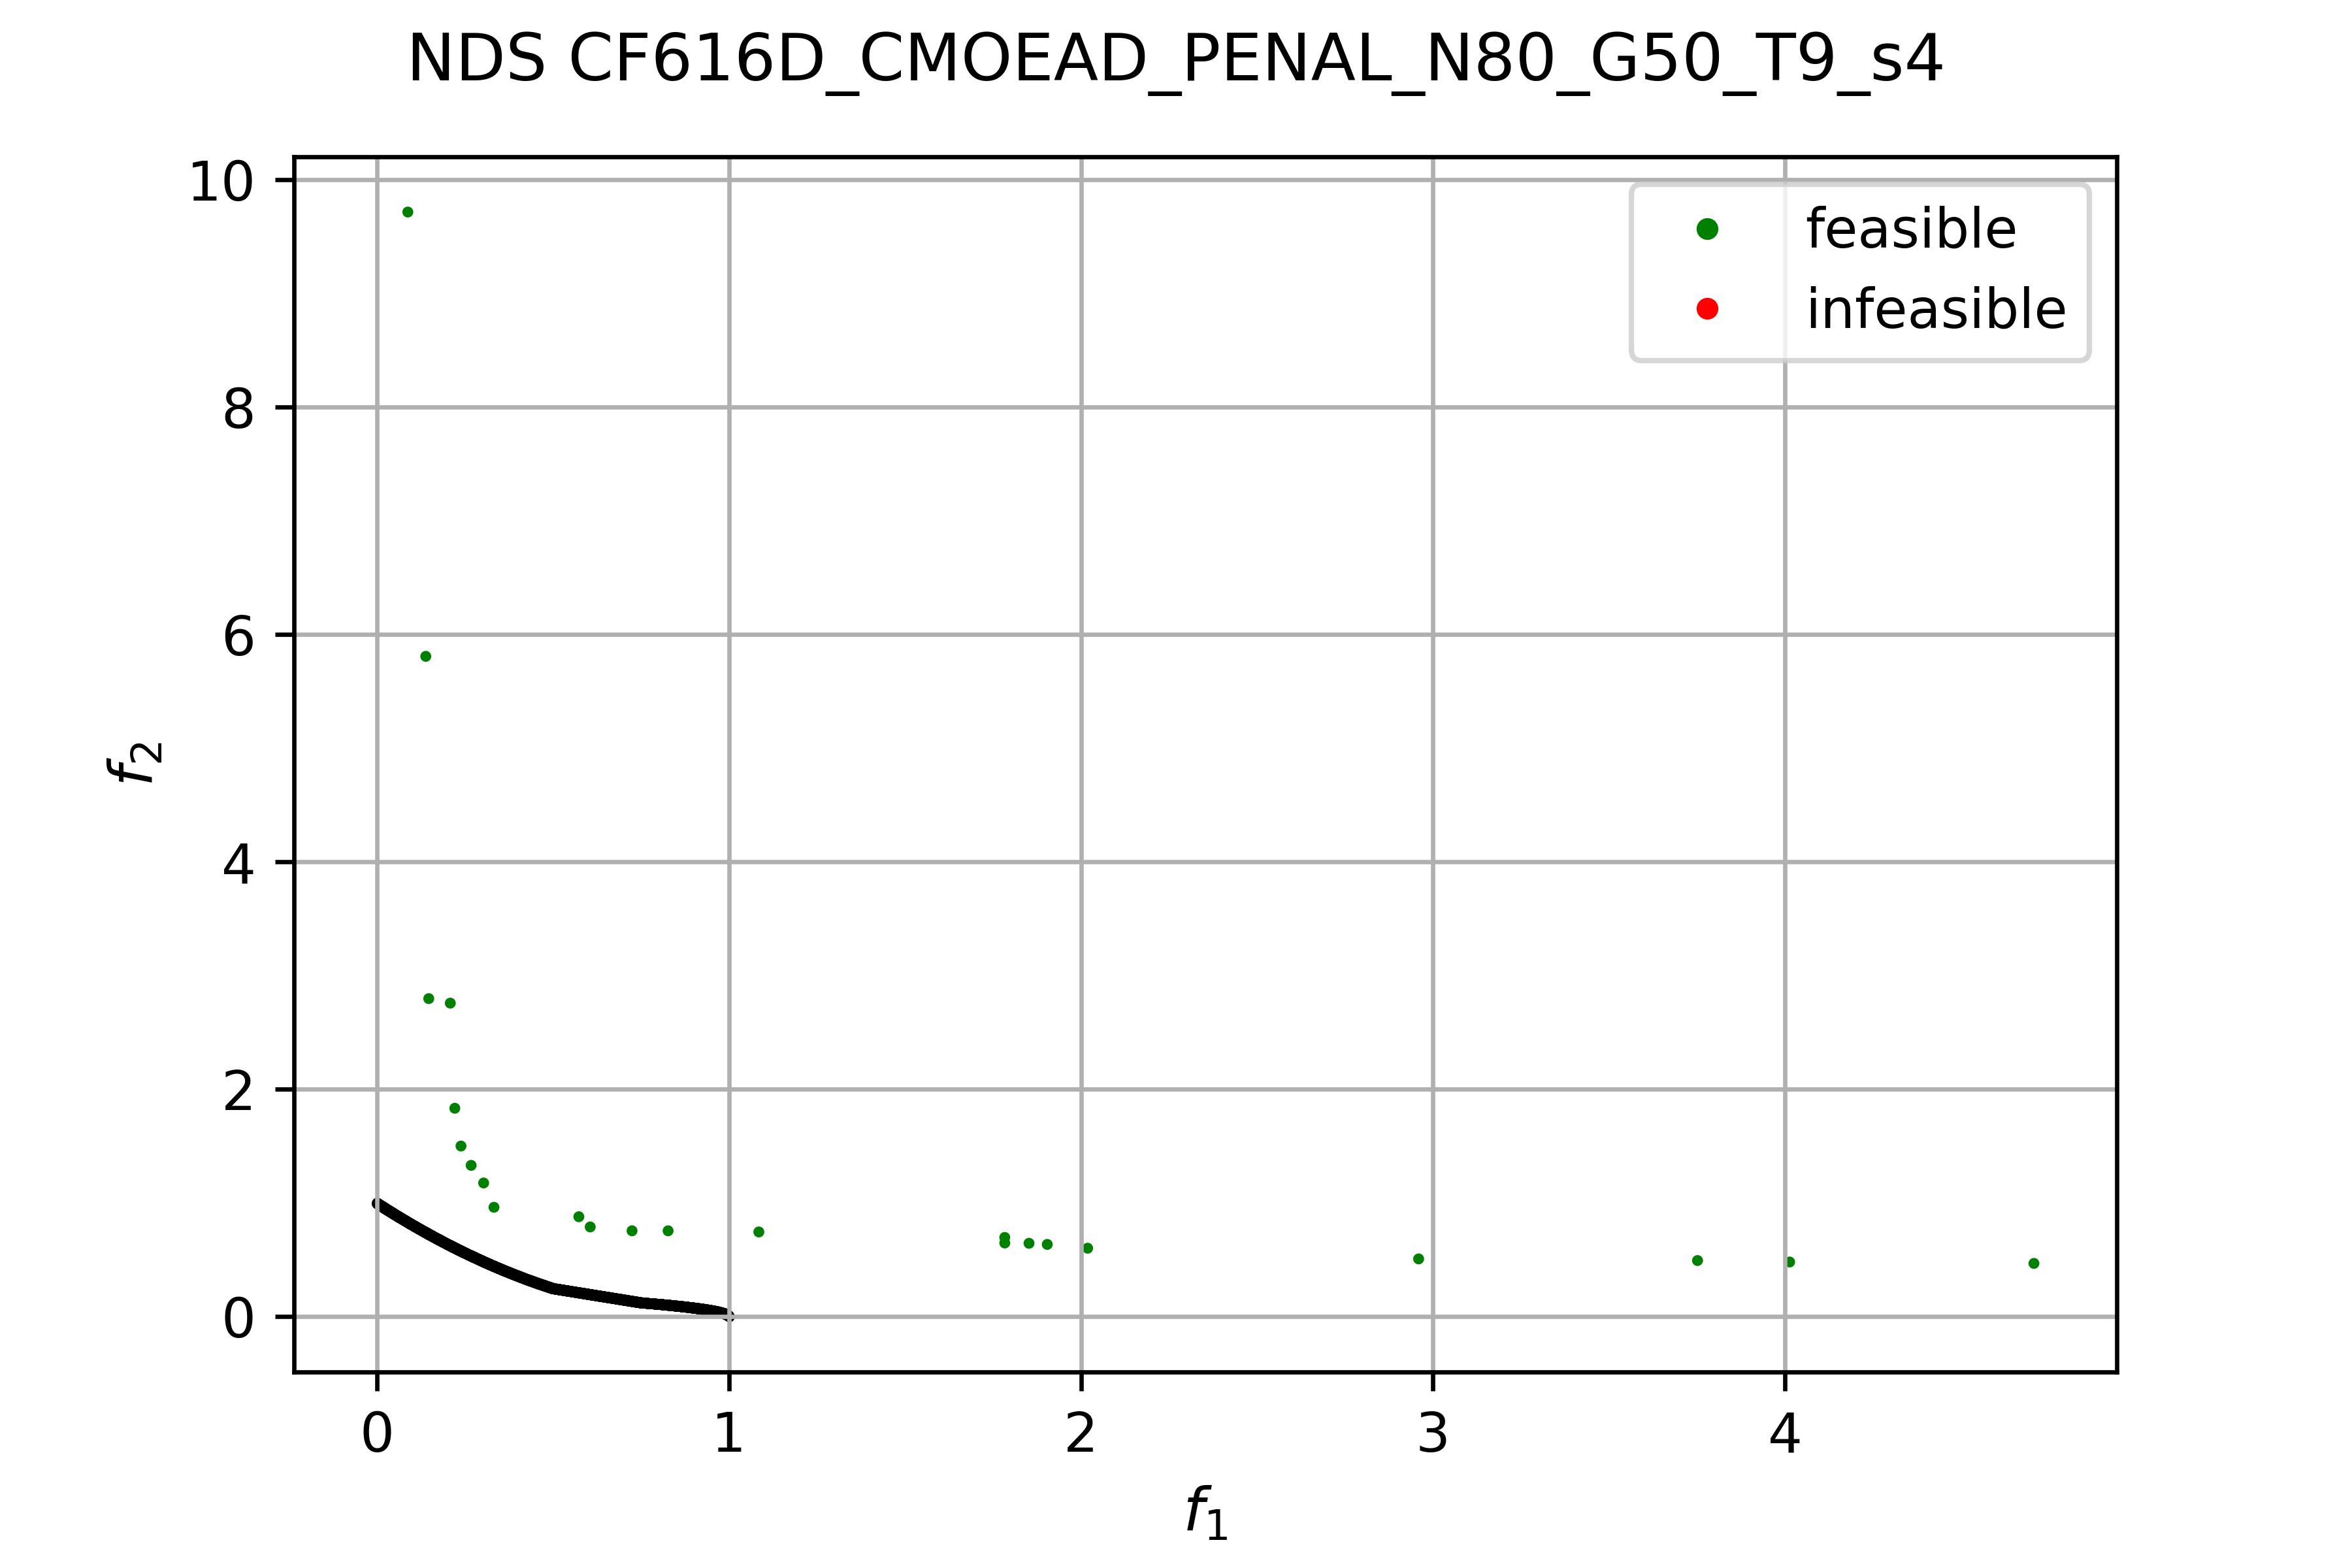 NDS CF616D_CMOEAD_PENAL_N80_G50_T9_s4
10
8
6
4
2
0
f2
feasible
infeasible
0 1 2 3 4
f1